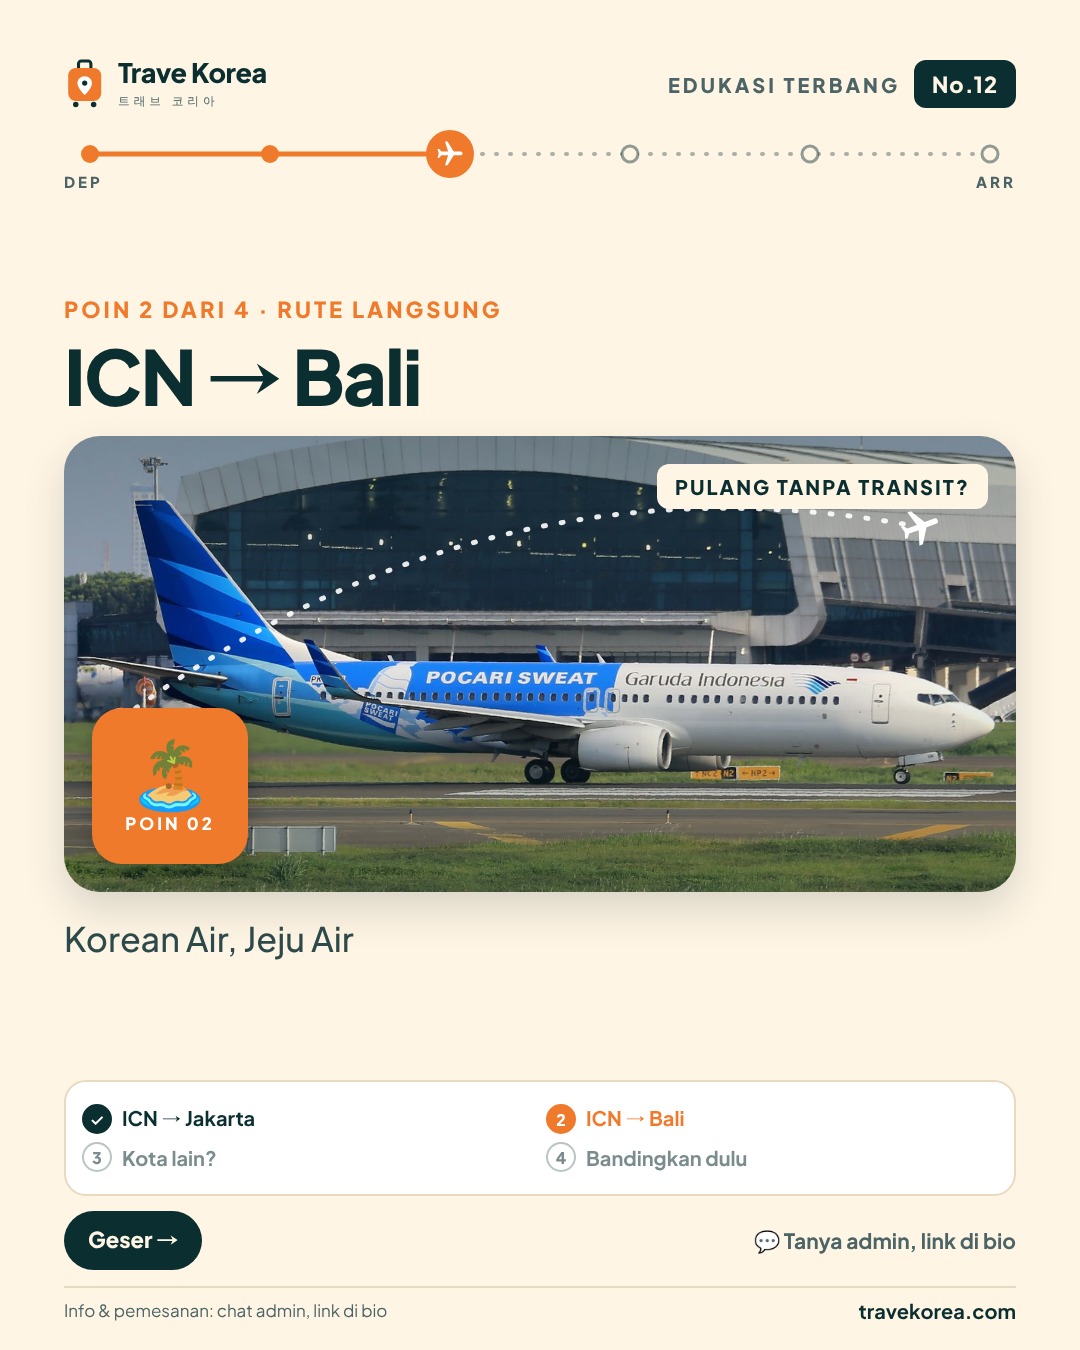 Trave Korea
트래브 코리아
EDUKASI TERBANG
No.12
DEP
ARR
POIN 2 DARI 4 · RUTE LANGSUNG
ICN → Bali
PULANG TANPA TRANSIT?
POCARI SWEAT
Garuda Indonesia
POCARI
SWEAT
POIN 02
Korean Air, Jeju Air
✓ ICN → Jakarta
2 ICN → Bali
3 Kota lain?
4 Bandingkan dulu
Geser →
💬 Tanya admin, link di bio
Info & pemesanan: chat admin, link di bio
travekorea.com